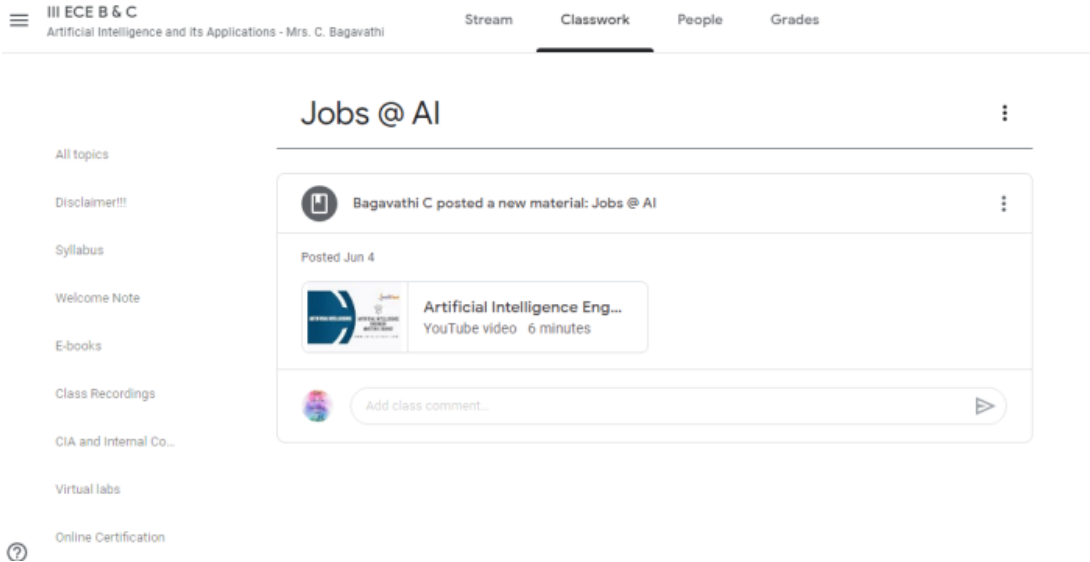 III ECE B & C
Artificial Intelligence and its Applications - Mrs. C. Bagavathi
Stream
Classwork
People
Grades
Jobs @ AI
All topics
Disclaimer!!!
Syllabus
Welcome Note
E-books
Class Recordings
CIA and Internal Co...
Virtual labs
Online Certification
Bagavathi C posted a new material: Jobs @ AI
Posted Jun 4
ARTIFICIAL INTELLIGENCE
Artificial Intelligence Eng...
YouTube video 6 minutes
Add class comment...